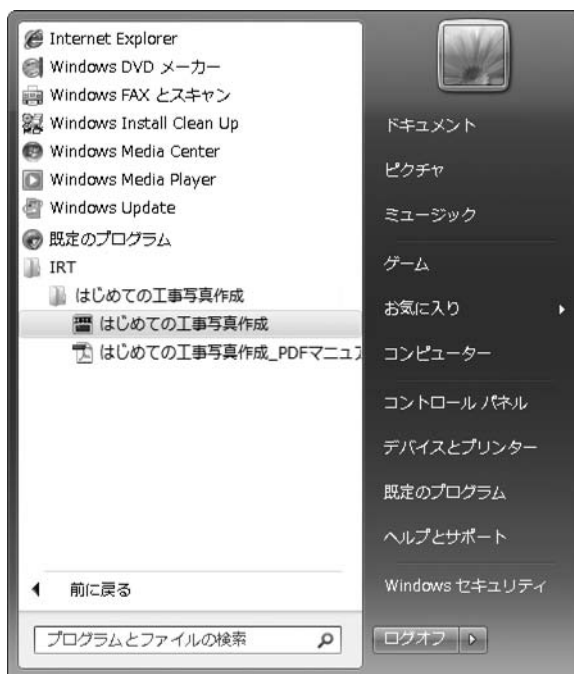 Internet Explorer
Windows DVD メーカー
Windows FAX とスキャン
Windows Install Clean Up
Windows Media Center
Windows Media Player
Windows Update
既定のプログラム
IRT
はじめての工事写真作成
はじめての工事写真作成
はじめての工事写真作成_PDFマニュア
前に戻る
プログラムとファイルの検索
ドキュメント
ピクチャ
ミュージック
ゲーム
お気に入り
コンピューター
コントロール パネル
デバイスとプリンター
既定のプログラム
ヘルプとサポート
Windows セキュリティ
ログオフ